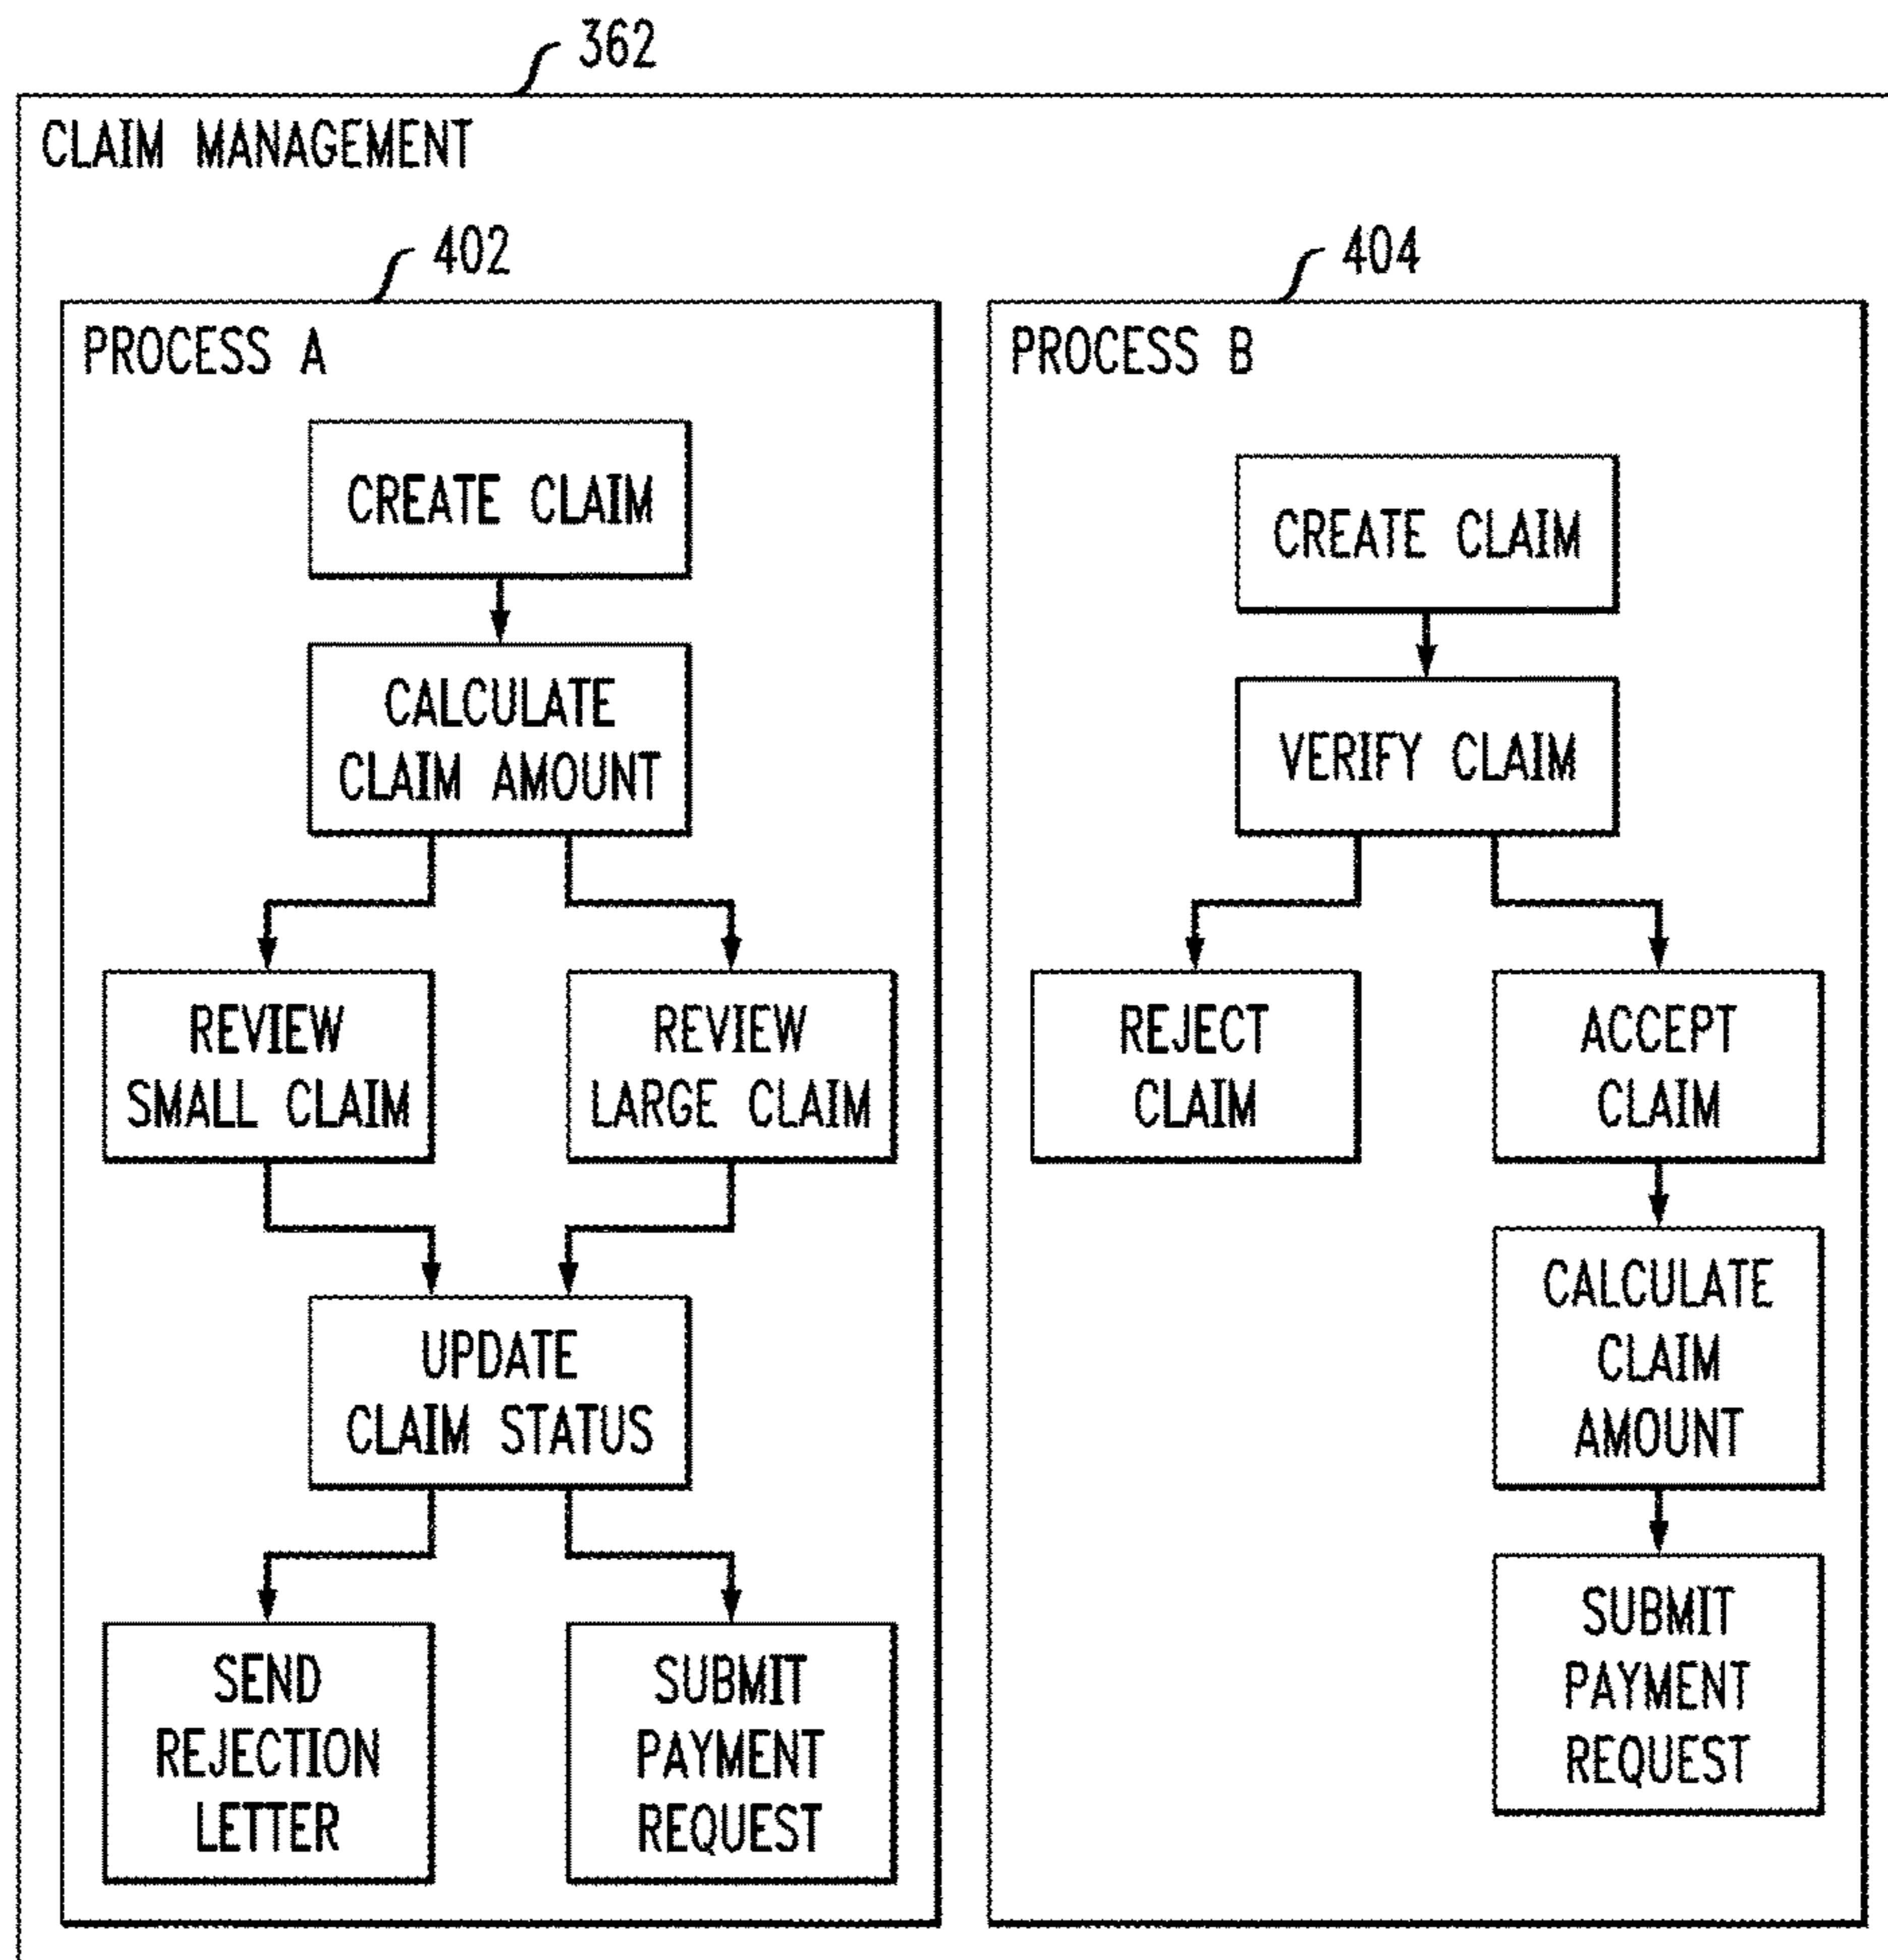 362
CLAIM MANAGEMENT
402
PROCESS A
CREATE CLAIM
CALCULATE
CLAIM AMOUNT
REVIEW
SMALL CLAIM
REVIEW
LARGE CLAIM
UPDATE
CLAIM STATUS
SEND
REJECTION
LETTER
SUBMIT
PAYMENT
REQUEST
404
PROCESS B
CREATE CLAIM
VERIFY CLAIM
REJECT
CLAIM
ACCEPT
CLAIM
CALCULATE
CLAIM
AMOUNT
SUBMIT
PAYMENT
REQUEST